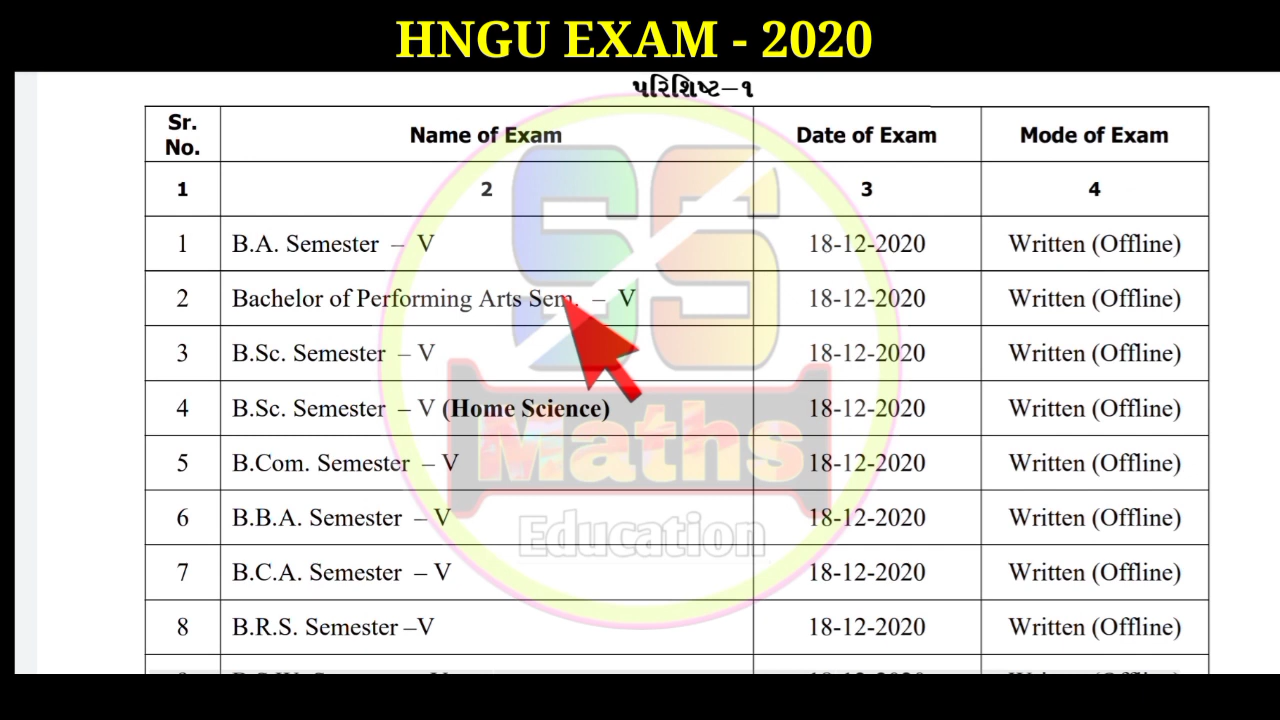 HNGU EXAM - 2020
પરિશિષ્ટ–૧
Sr. No. Name of Exam Date of Exam Mode of Exam
1 2 3 4
1 B.A. Semester – V 18-12-2020 Written (Offline)
2 Bachelor of Performing Arts Sem. – V 18-12-2020 Written (Offline)
3 B.Sc. Semester – V 18-12-2020 Written (Offline)
4 B.Sc. Semester – V (Home Science) 18-12-2020 Written (Offline)
5 B.Com. Semester – V 18-12-2020 Written (Offline)
6 B.B.A. Semester – V 18-12-2020 Written (Offline)
7 B.C.A. Semester – V 18-12-2020 Written (Offline)
8 B.R.S. Semester –V 18-12-2020 Written (Offline)
SS
Maths
Education